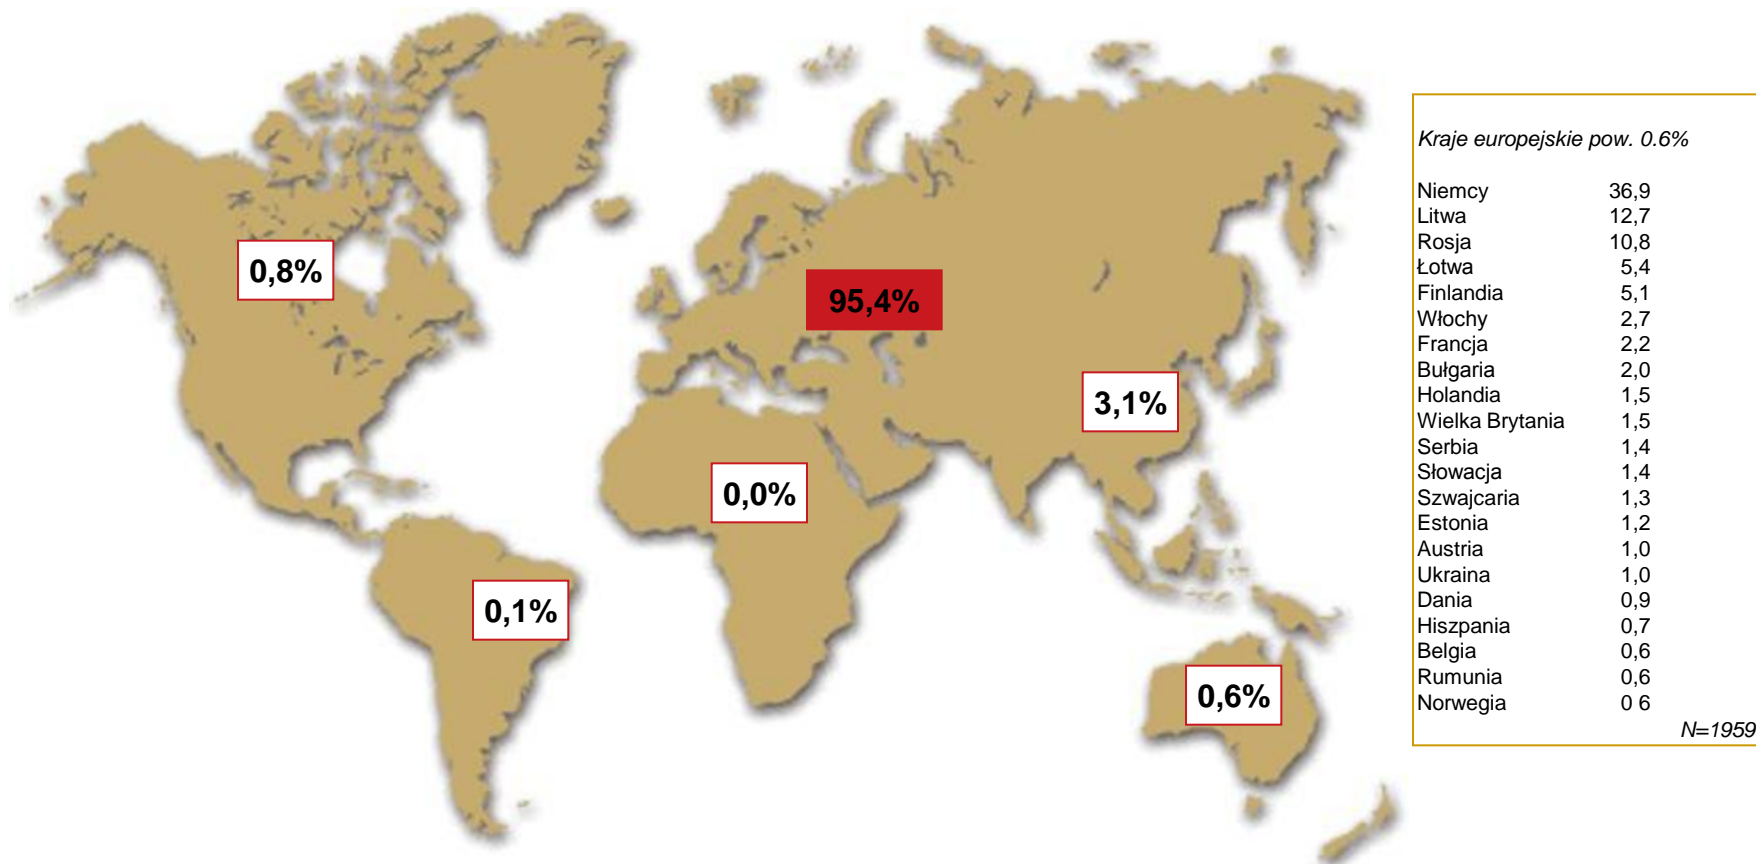 0,8%
95,4%
3,1%
0,0%
0,1%
0,6%
Kraje europejskie pow. 0.6%
Niemcy 36,9
Litwa 12,7
Rosja 10,8
Łotwa 5,4
Finlandia 5,1
Włochy 2,7
Francja 2,2
Bułgaria 2,0
Holandia 1,5
Wielka Brytania 1,5
Serbia 1,4
Słowacja 1,4
Szwajcaria 1,3
Estonia 1,2
Austria 1,0
Ukraina 1,0
Dania 0,9
Hiszpania 0,7
Belgia 0,6
Rumunia 0,6
Norwegia 0 6
N=1959